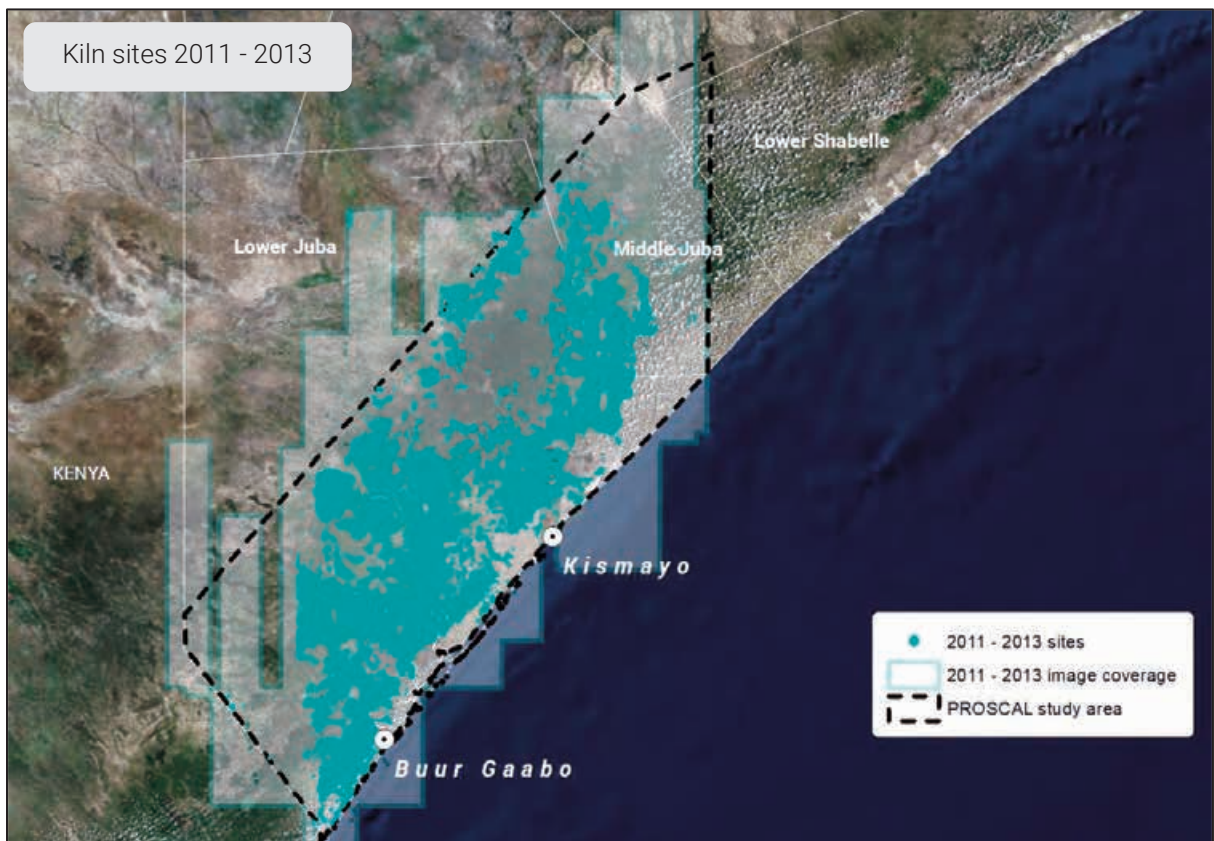 Kiln sites 2011 - 2013
Lower Shabelle
Lower Juba
Middle Juba
KENYA
Kismayo
Buur Gaabo
2011 - 2013 sites
2011 - 2013 image coverage
PROSCAL study area